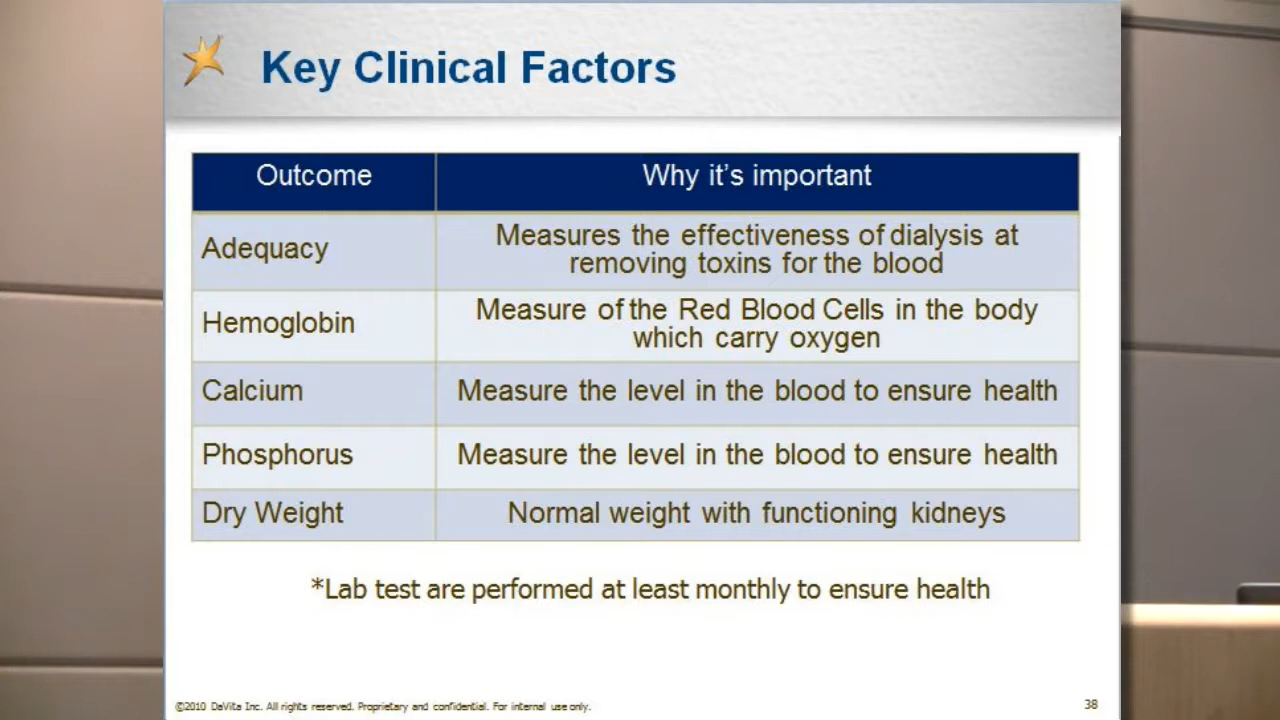 Key Clinical Factors
Outcome
Why it's important
Adequacy
Measures the effectiveness of dialysis at
removing toxins for the blood
Hemoglobin
Measure of the Red Blood Cells in the body
which carry oxygen
Calcium
Measure the level in the blood to ensure health
Phosphorus
Measure the level in the blood to ensure health
Dry Weight
Normal weight with functioning kidneys
*Lab test are performed at least monthly to ensure health
©2010 DaVita Inc. All rights reserved. Proprietary and confidential. For internal use only.
38